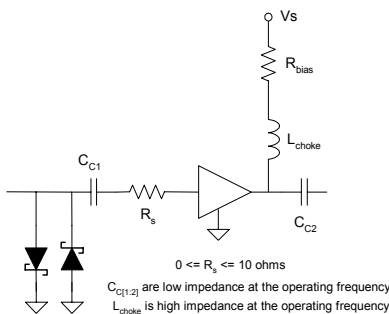 Vs
R_bias
L_choke
C_C1
R_s
C_C2
0 <= R_s <= 10 ohms
C_C[1:2] are low impedance at the operating frequency
L_choke is high impedance at the operating frequency